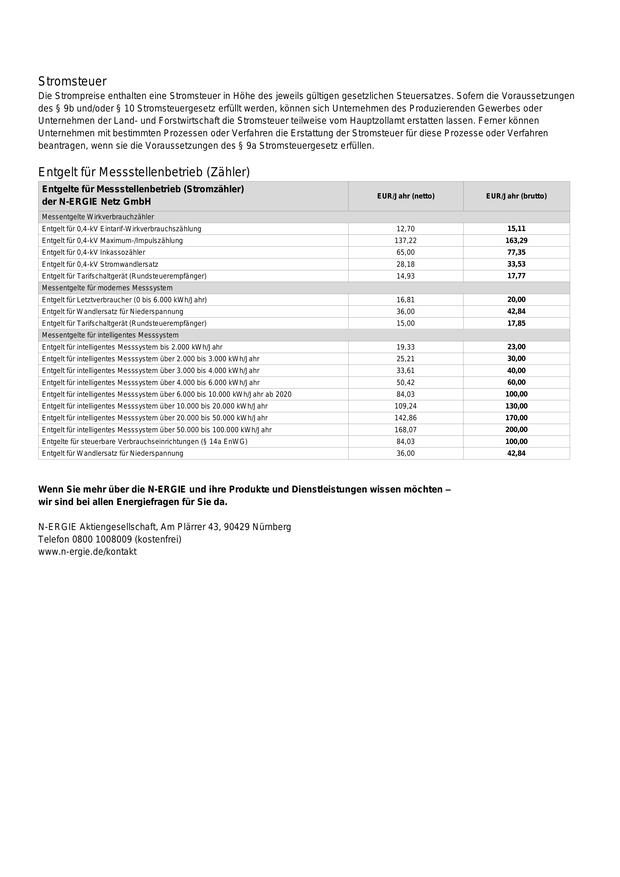 Stromsteuer
Die Strompreise enthalten eine Stromsteuer in Höhe des jeweils gültigen gesetzlichen Steuersatzes. Sofern die Voraussetzungen
des § 9b und/oder § 10 Stromsteuergesetz erfüllt werden, können sich Unternehmen des Produzierenden Gewerbes oder
Unternehmen der Land- und Forstwirtschaft die Stromsteuer teilweise vom Hauptzollamt erstatten lassen. Ferner können
Unternehmen mit bestimmten Prozessen oder Verfahren die Erstattung der Stromsteuer für diese Prozesse oder Verfahren
beantragen, wenn sie die Voraussetzungen des § 9a Stromsteuergesetz erfüllen.
Entgelt für Messstellenbetrieb (Zähler)
Entgelte für Messstellenbetrieb (Stromzähler)
der N-ERGIE Netz GmbH EUR/Jahr (netto) EUR/Jahr (brutto)
Messentgelte Wirkverbrauchzähler
Entgelt für 0,4-kV Eintarif-Wirkverbrauchszählung 12,70 15,11
Entgelt für 0,4-kV Maximum-/Impulszählung 137,22 163,29
Entgelt für 0,4-kV Inkassozähler 65,00 77,35
Entgelt für 0,4-kV Stromwandlersatz 28,18 33,53
Entgelt für Tarifschaltgerät (Rundsteuerempfänger) 14,93 17,77
Messentgelte für modernes Messsystem
Entgelt für Letztverbraucher (0 bis 6.000 kWh/Jahr) 16,81 20,00
Entgelt für Wandlersatz für Niederspannung 36,00 42,84
Entgelt für Tarifschaltgerät (Rundsteuerempfänger) 15,00 17,85
Messentgelte für intelligentes Messsystem
Entgelt für intelligentes Messsystem bis 2.000 kWh/Jahr 19,33 23,00
Entgelt für intelligentes Messsystem über 2.000 bis 3.000 kWh/Jahr 25,21 30,00
Entgelt für intelligentes Messsystem über 3.000 bis 4.000 kWh/Jahr 33,61 40,00
Entgelt für intelligentes Messsystem über 4.000 bis 6.000 kWh/Jahr 50,42 60,00
Entgelt für intelligentes Messsystem über 6.000 bis 10.000 kWh/Jahr ab 2020 84,03 100,00
Entgelt für intelligentes Messsystem über 10.000 bis 20.000 kWh/Jahr 109,24 130,00
Entgelt für intelligentes Messsystem über 20.000 bis 50.000 kWh/Jahr 142,86 170,00
Entgelt für intelligentes Messsystem über 50.000 bis 100.000 kWh/Jahr 168,07 200,00
Entgelte für steuerbare Verbrauchseinrichtungen (§ 14a EnWG) 84,03 100,00
Entgelt für Wandlersatz für Niederspannung 36,00 42,84
Wenn Sie mehr über die N-ERGIE und ihre Produkte und Dienstleistungen wissen möchten –
wir sind bei allen Energiefragen für Sie da.
N-ERGIE Aktiengesellschaft, Am Plärrer 43, 90429 Nürnberg
Telefon 0800 1008009 (kostenfrei)
www.n-ergie.de/kontakt